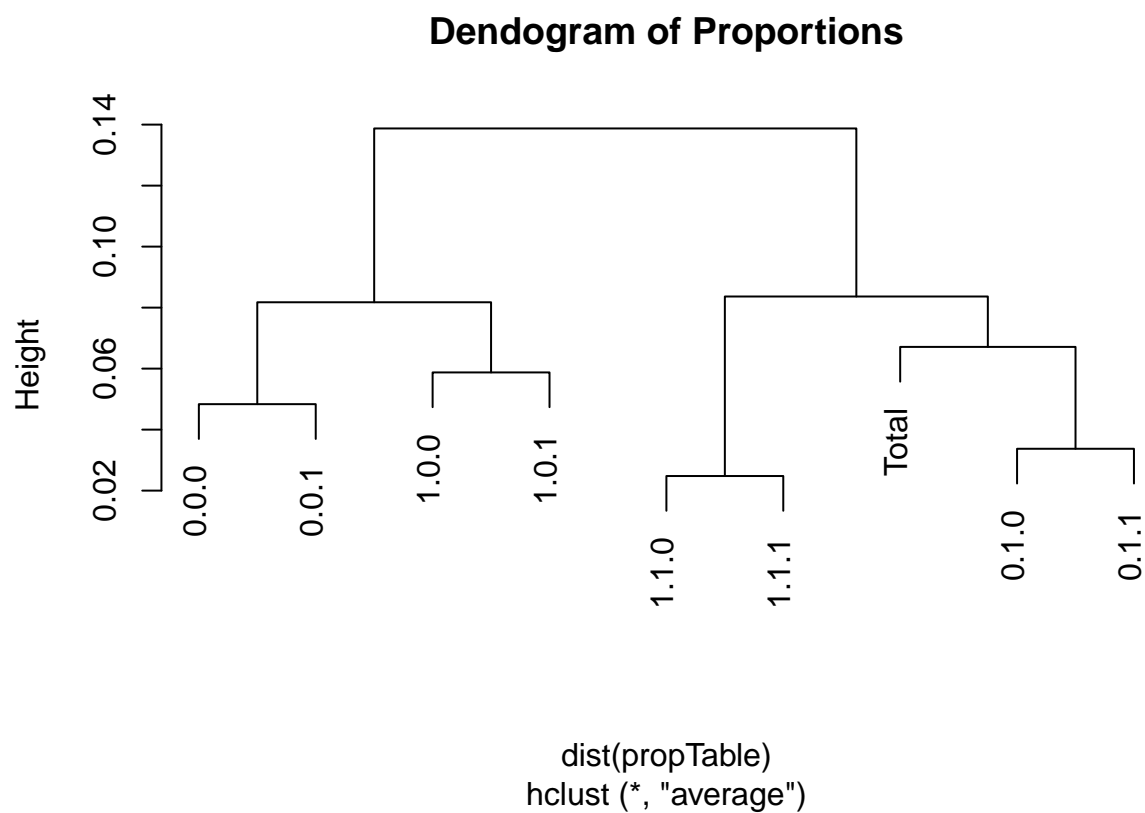 Dendogram of Proportions
Height
0.14
0.10
0.06
0.02
0.0.0
0.0.1
1.0.0
1.0.1
1.1.0
1.1.1
Total
0.1.0
0.1.1
dist(propTable)
hclust (*, "average")